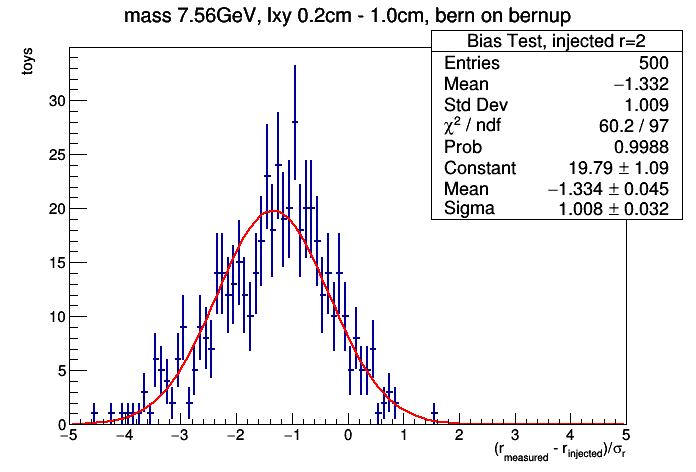 mass 7.56GeV, lxy 0.2cm - 1.0cm, bern on bernup
Bias Test, injected r=2
Entries 500
Mean −1.332
Std Dev 1.009
χ² / ndf 60.2 / 97
Prob 0.9988
Constant 19.79 ± 1.09
Mean −1.334 ± 0.045
Sigma 1.008 ± 0.032
toys
30
25
20
15
10
5
0
−5 −4 −3 −2 −1 0 1 2 3 4 5
(r_measured - r_injected)/σ_r